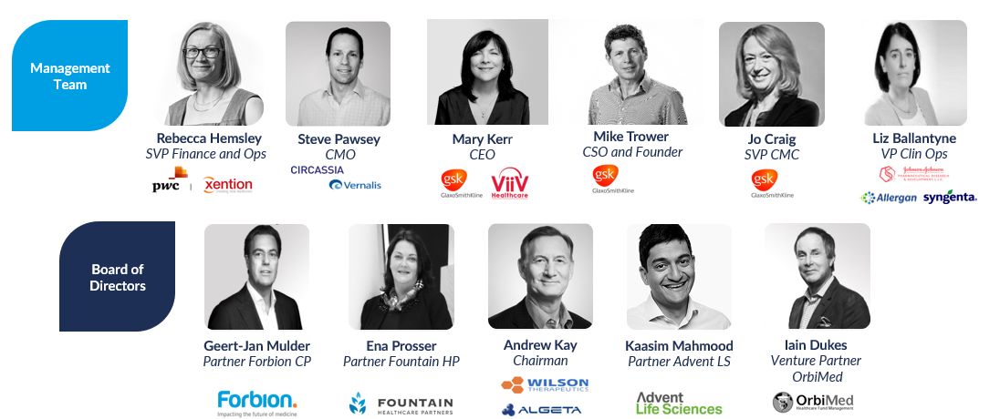 Management
Team
Rebecca Hemsley
SVP Finance and Ops
pwc
xention
Steve Pawsey
CMO
CIRCASSIA
Vernalis
Mary Kerr
CEO
gsk
GlaxoSmithKline
ViiV
Healthcare
Mike Trower
CSO and Founder
gsk
GlaxoSmithKline
Jo Craig
SVP CMC
gsk
GlaxoSmithKline
Liz Ballantyne
VP Clin Ops
Johnson & Johnson
PHARMACEUTICAL RESEARCH
& DEVELOPMENT, L.L.C.
Allergan
syngenta
Board of
Directors
Geert-Jan Mulder
Partner Forbion CP
Forbion.
Impacting the future of medicine
Ena Prosser
Partner Fountain HP
FOUNTAIN
HEALTHCARE PARTNERS
Andrew Kay
Chairman
WILSON
THERAPEUTICS
ALGETA
Kaasim Mahmood
Partner Advent LS
Advent
Life Sciences
Iain Dukes
Venture Partner
OrbiMed
OrbiMed
Healthcare Fund Management